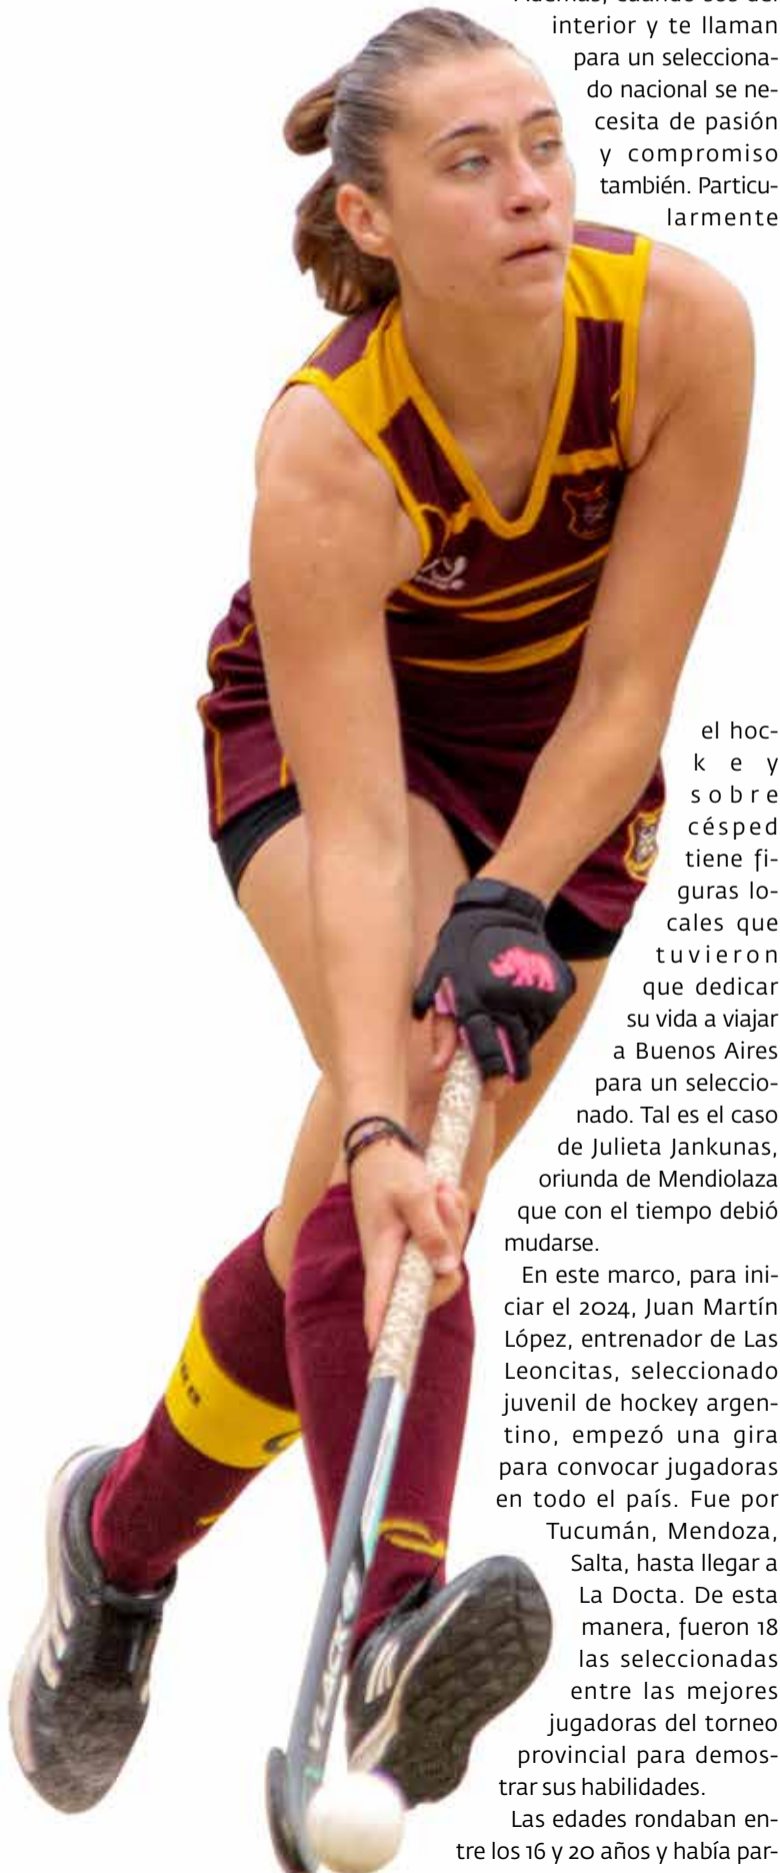 interior y te llaman
para un selecciona-
do nacional se ne-
cesita de pasión
y compromiso
también. Particu-
larmente
el hoc-
k e y
sobre
césped
tiene fi-
guras lo-
cales que
tuvieron
que dedicar
su vida a viajar
a Buenos Aires
para un seleccio-
nado. Tal es el caso
de Julieta Jankunas,
oriunda de Mendiolaza
que con el tiempo debió
mudarse.
En este marco, para ini-
ciar el 2024, Juan Martín
López, entrenador de Las
Leoncitas, seleccionado
juvenil de hockey argen-
tino, empezó una gira
para convocar jugadoras
en todo el país. Fue por
Tucumán, Mendoza,
Salta, hasta llegar a
La Docta. De esta
manera, fueron 18
las seleccionadas
entre las mejores
jugadoras del torneo
provincial para demos-
trar sus habilidades.
Las edades rondaban en-
tre los 16 y 20 años y había par-